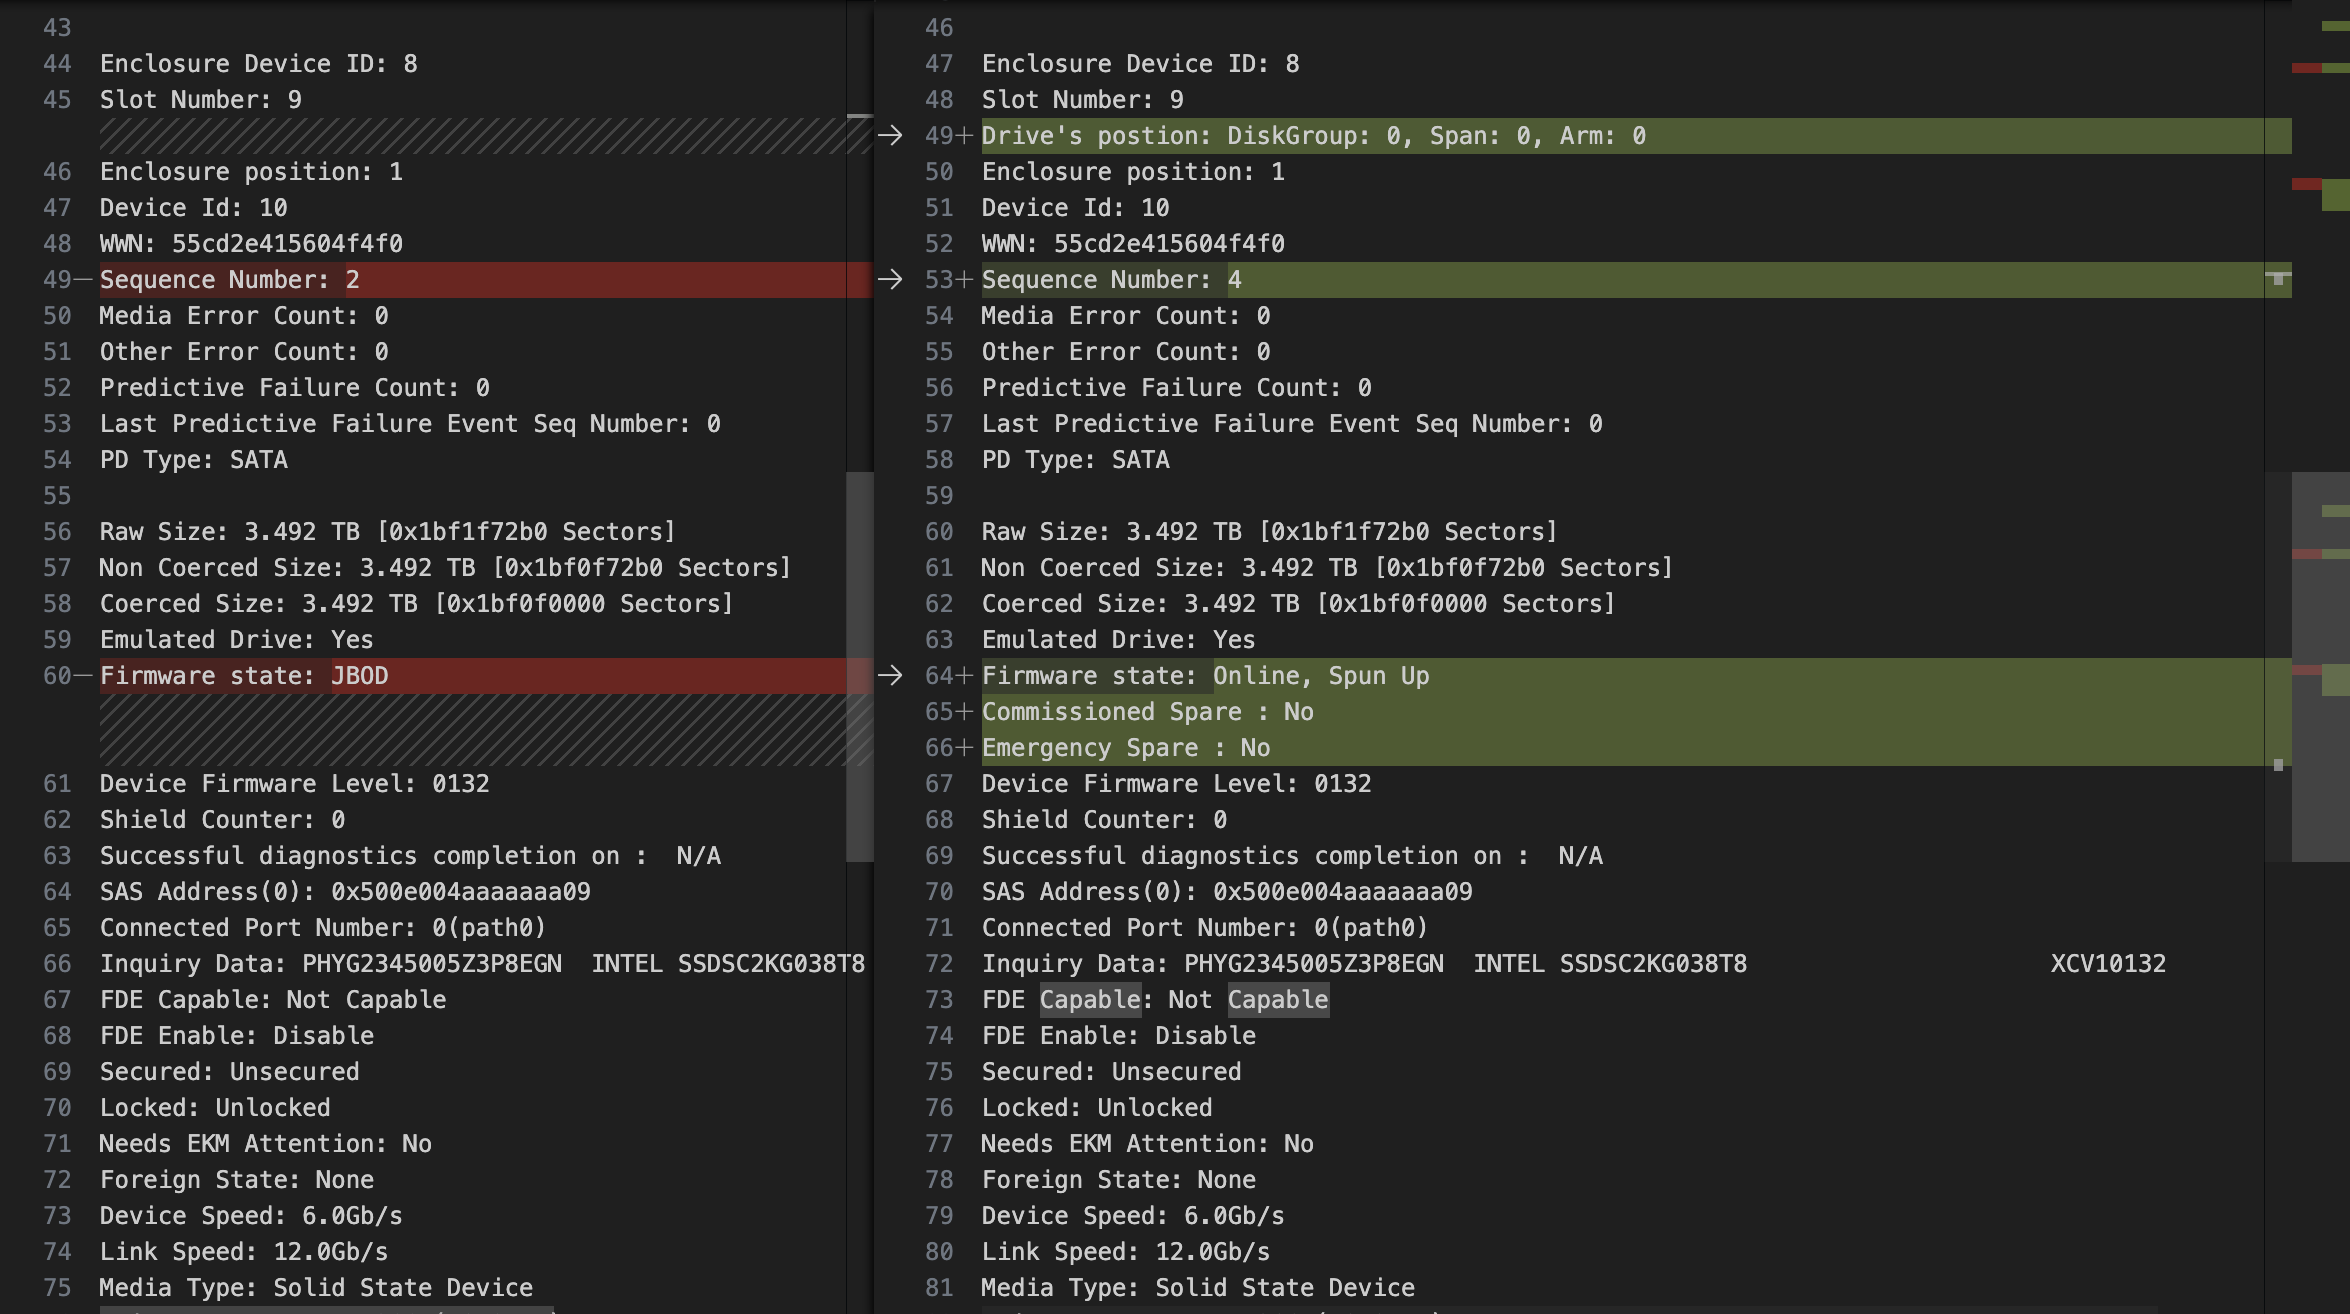 43
44 Enclosure Device ID: 8
45 Slot Number: 9
46 Enclosure position: 1
47 Device Id: 10
48 WWN: 55cd2e415604f4f0
49— Sequence Number: 2
50 Media Error Count: 0
51 Other Error Count: 0
52 Predictive Failure Count: 0
53 Last Predictive Failure Event Seq Number: 0
54 PD Type: SATA
55
56 Raw Size: 3.492 TB [0x1bf1f72b0 Sectors]
57 Non Coerced Size: 3.492 TB [0x1bf0f72b0 Sectors]
58 Coerced Size: 3.492 TB [0x1bf0f0000 Sectors]
59 Emulated Drive: Yes
60— Firmware state: JBOD
61 Device Firmware Level: 0132
62 Shield Counter: 0
63 Successful diagnostics completion on :  N/A
64 SAS Address(0): 0x500e004aaaaaaa09
65 Connected Port Number: 0(path0)
66 Inquiry Data: PHYG2345005Z3P8EGN  INTEL SSDSC2KG038T8
67 FDE Capable: Not Capable
68 FDE Enable: Disable
69 Secured: Unsecured
70 Locked: Unlocked
71 Needs EKM Attention: No
72 Foreign State: None
73 Device Speed: 6.0Gb/s
74 Link Speed: 12.0Gb/s
75 Media Type: Solid State Device
46
47 Enclosure Device ID: 8
48 Slot Number: 9
→ 49+ Drive's postion: DiskGroup: 0, Span: 0, Arm: 0
50 Enclosure position: 1
51 Device Id: 10
52 WWN: 55cd2e415604f4f0
→ 53+ Sequence Number: 4
54 Media Error Count: 0
55 Other Error Count: 0
56 Predictive Failure Count: 0
57 Last Predictive Failure Event Seq Number: 0
58 PD Type: SATA
59
60 Raw Size: 3.492 TB [0x1bf1f72b0 Sectors]
61 Non Coerced Size: 3.492 TB [0x1bf0f72b0 Sectors]
62 Coerced Size: 3.492 TB [0x1bf0f0000 Sectors]
63 Emulated Drive: Yes
→ 64+ Firmware state: Online, Spun Up
65+ Commissioned Spare : No
66+ Emergency Spare : No
67 Device Firmware Level: 0132
68 Shield Counter: 0
69 Successful diagnostics completion on :  N/A
70 SAS Address(0): 0x500e004aaaaaaa09
71 Connected Port Number: 0(path0)
72 Inquiry Data: PHYG2345005Z3P8EGN  INTEL SSDSC2KG038T8                     XCV10132
73 FDE Capable: Not Capable
74 FDE Enable: Disable
75 Secured: Unsecured
76 Locked: Unlocked
77 Needs EKM Attention: No
78 Foreign State: None
79 Device Speed: 6.0Gb/s
80 Link Speed: 12.0Gb/s
81 Media Type: Solid State Device